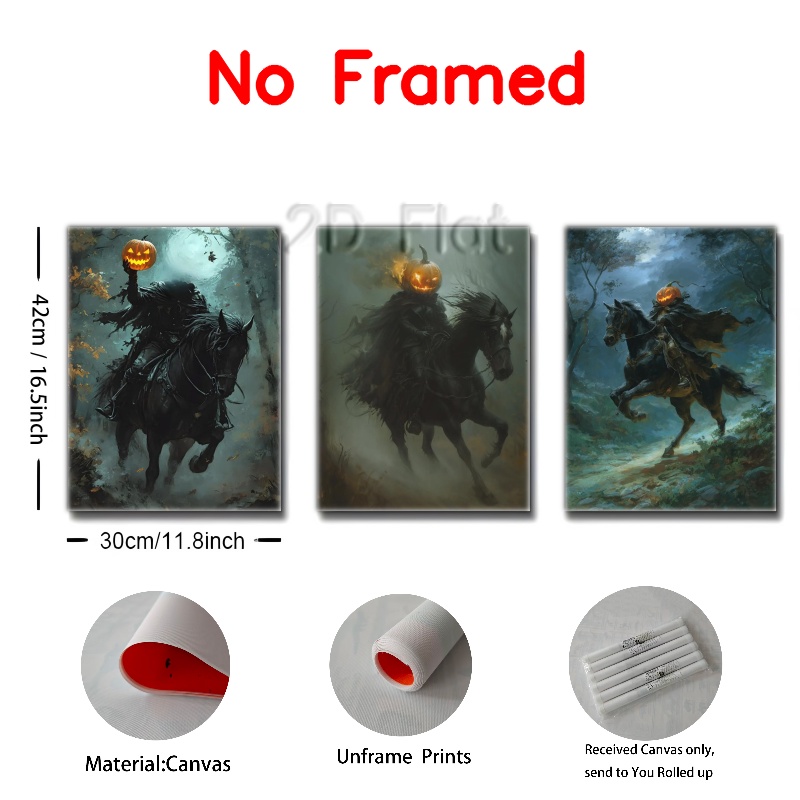 No Framed
2D Flat
42cm / 16.5inch
30cm/11.8inch
Material:Canvas
Unframe Prints
Received Canvas only,
send to You Rolled up